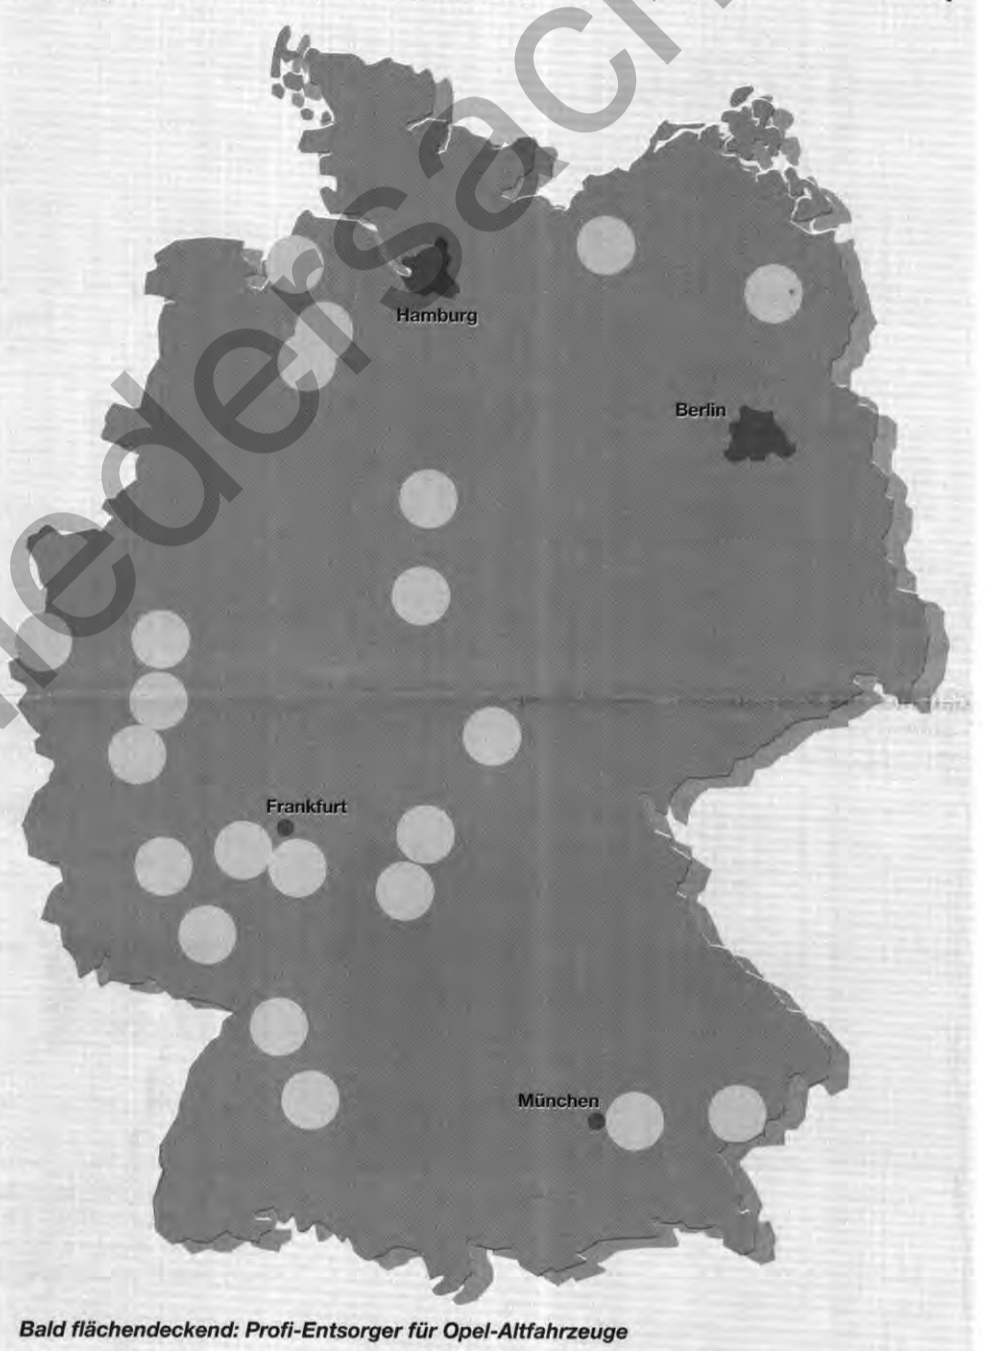 Hamburg
Berlin
Frankfurt
München
Bald flächendeckend: Profi-Entsorger für Opel-Altfahrzeuge